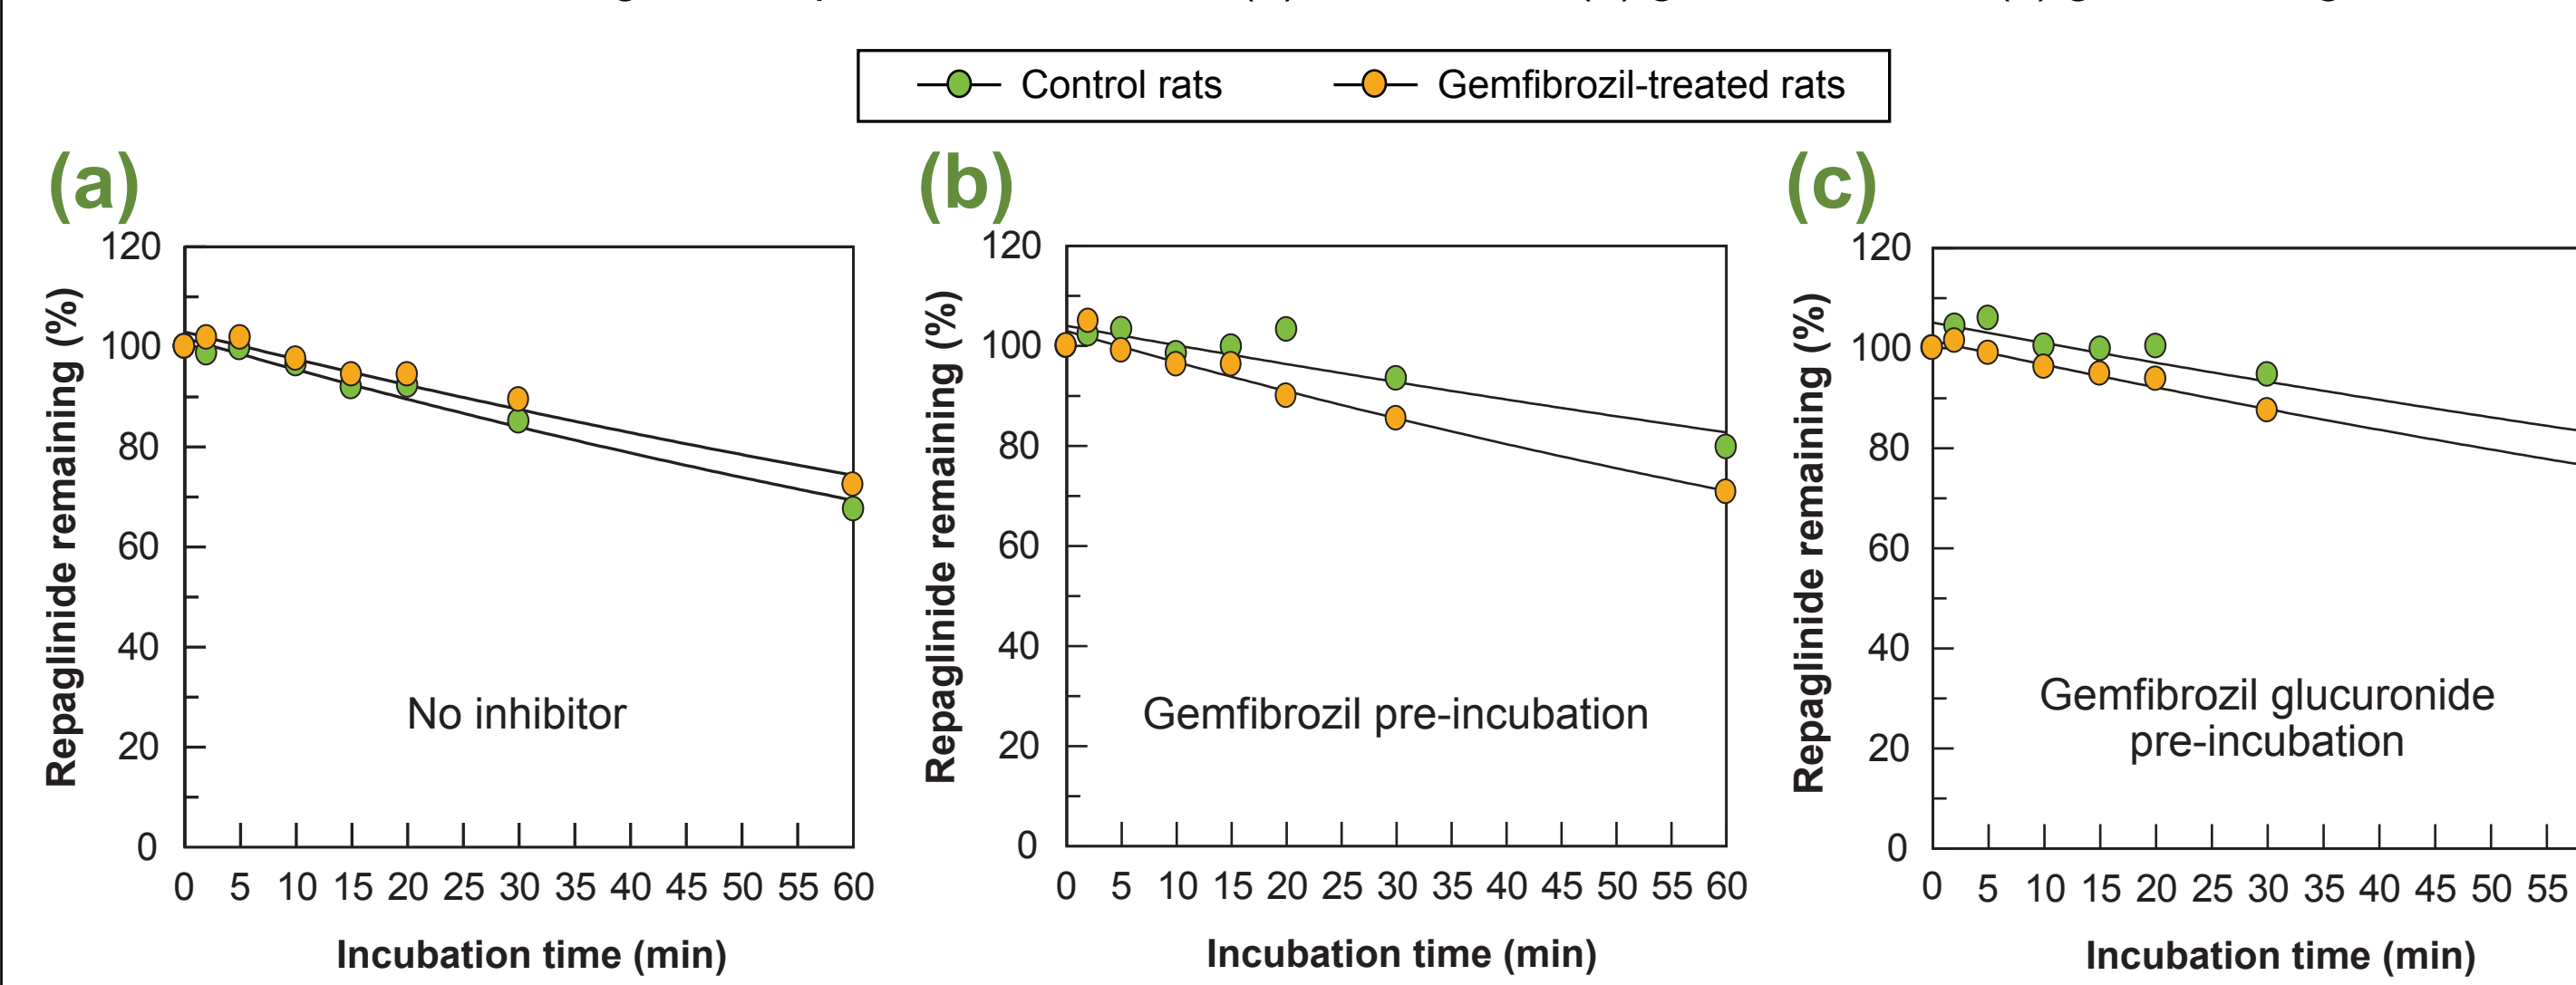 Control rats Gemfibrozil-treated rats
(a) (b) (c)
Repaglinide remaining (%)
120
100
80
60
40
20
0
No inhibitor
0 5 10 15 20 25 30 35 40 45 50 55 60
Incubation time (min)
Repaglinide remaining (%)
120
100
80
60
40
20
0
Gemfibrozil pre-incubation
0 5 10 15 20 25 30 35 40 45 50 55 60
Incubation time (min)
Repaglinide remaining (%)
120
100
80
60
40
20
0
Gemfibrozil glucuronide
pre-incubation
0 5 10 15 20 25 30 35 40 45 50 55
Incubation time (min)